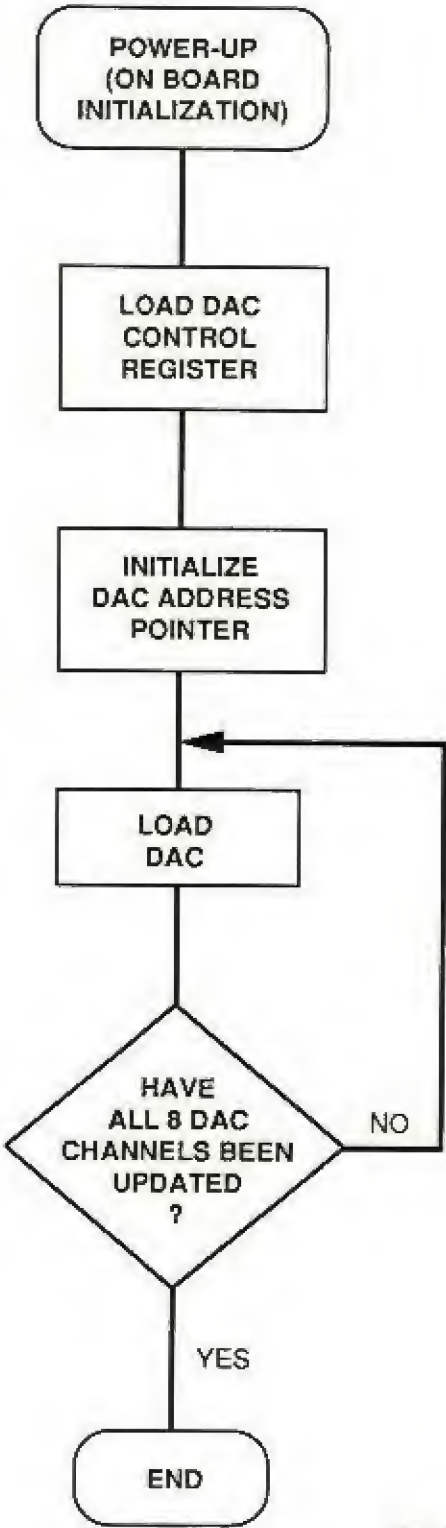 POWER-UP
(ON BOARD
INITIALIZATION)
LOAD DAC
CONTROL
REGISTER
INITIALIZE
DAC ADDRESS
POINTER
LOAD
DAC
HAVE
ALL 8 DAC
CHANNELS BEEN
UPDATED
?
NO
YES
END